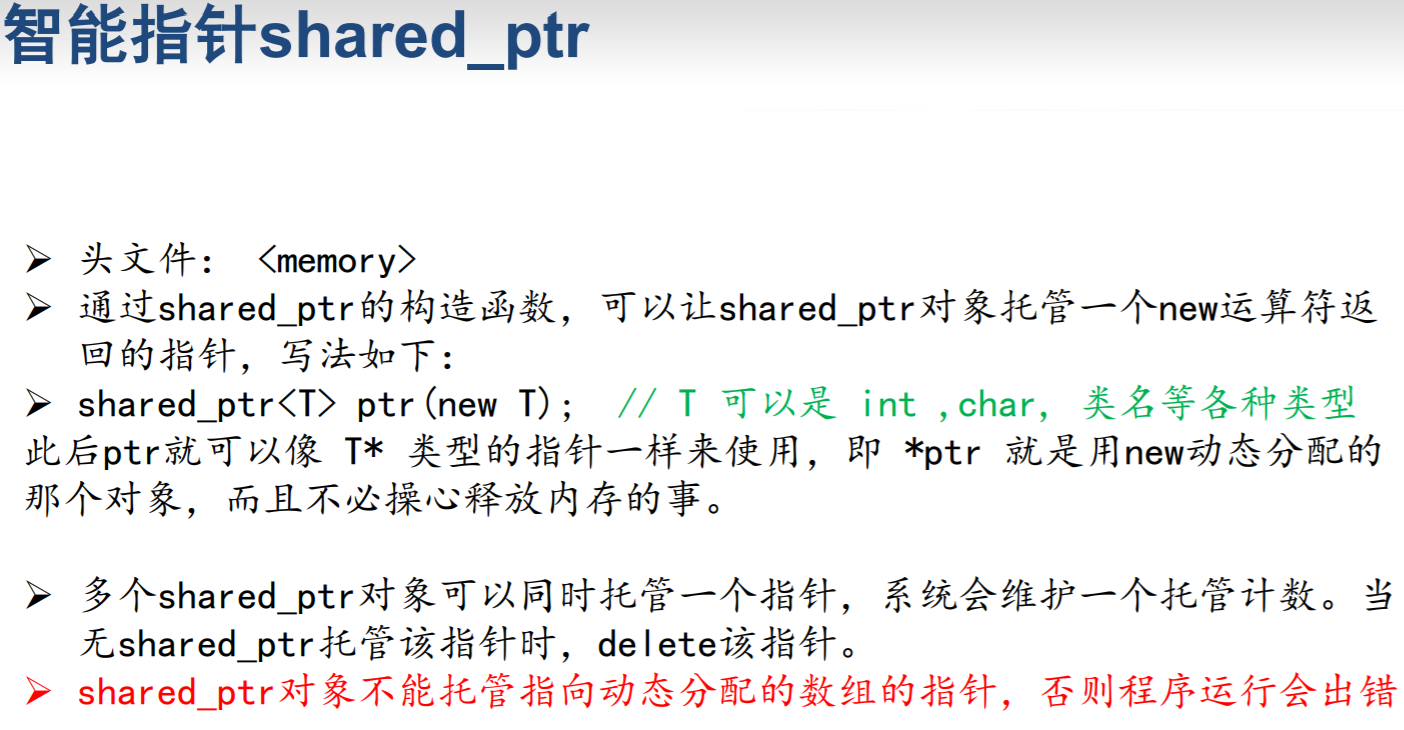 智能指针shared_ptr
➢ 头文件: <memory>
➢ 通过shared_ptr的构造函数,可以让shared_ptr对象托管一个new运算符返
回的指针,写法如下:
➢ shared_ptr<T> ptr(new T); // T 可以是 int ,char, 类名等各种类型
此后ptr就可以像 T* 类型的指针一样来使用,即 *ptr 就是用new动态分配的
那个对象,而且不必操心释放内存的事。
➢ 多个shared_ptr对象可以同时托管一个指针,系统会维护一个托管计数。当
无shared_ptr托管该指针时,delete该指针。
➢ shared_ptr对象不能托管指向动态分配的数组的指针,否则程序运行会出错